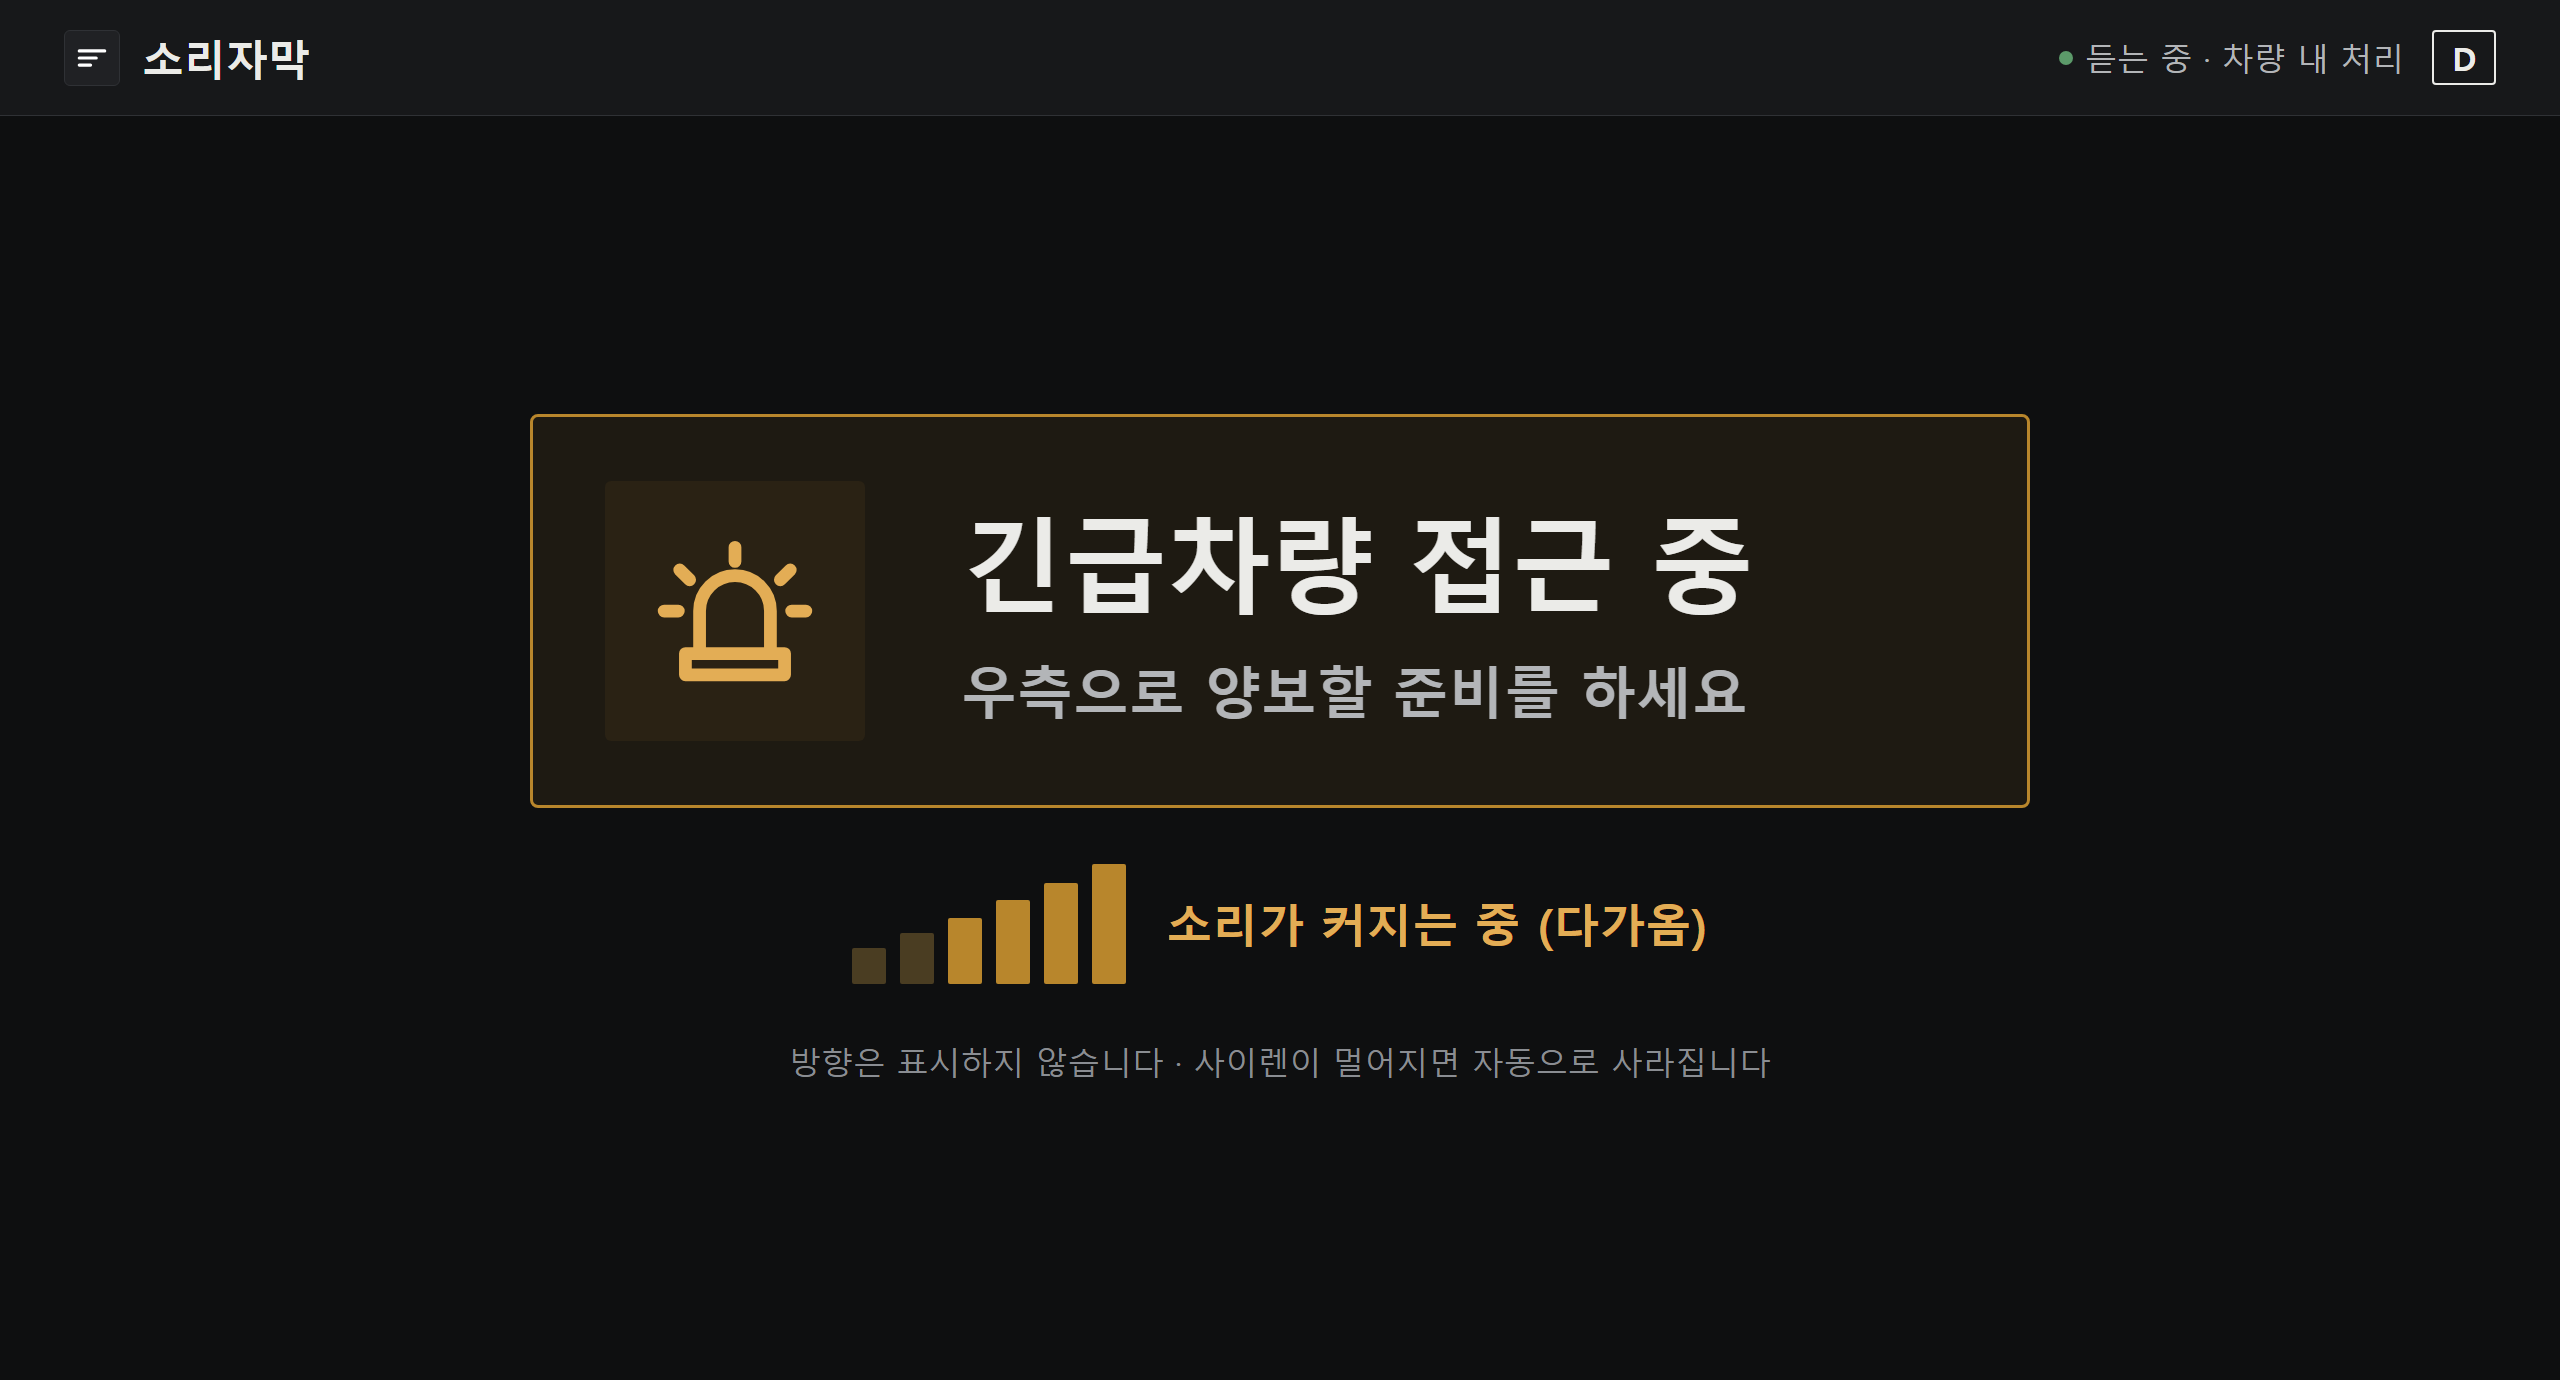 소리자막
듣는 중 · 차량 내 처리
D
긴급차량 접근 중
우측으로 양보할 준비를 하세요
소리가 커지는 중 (다가옴)
방향은 표시하지 않습니다 · 사이렌이 멀어지면 자동으로 사라집니다